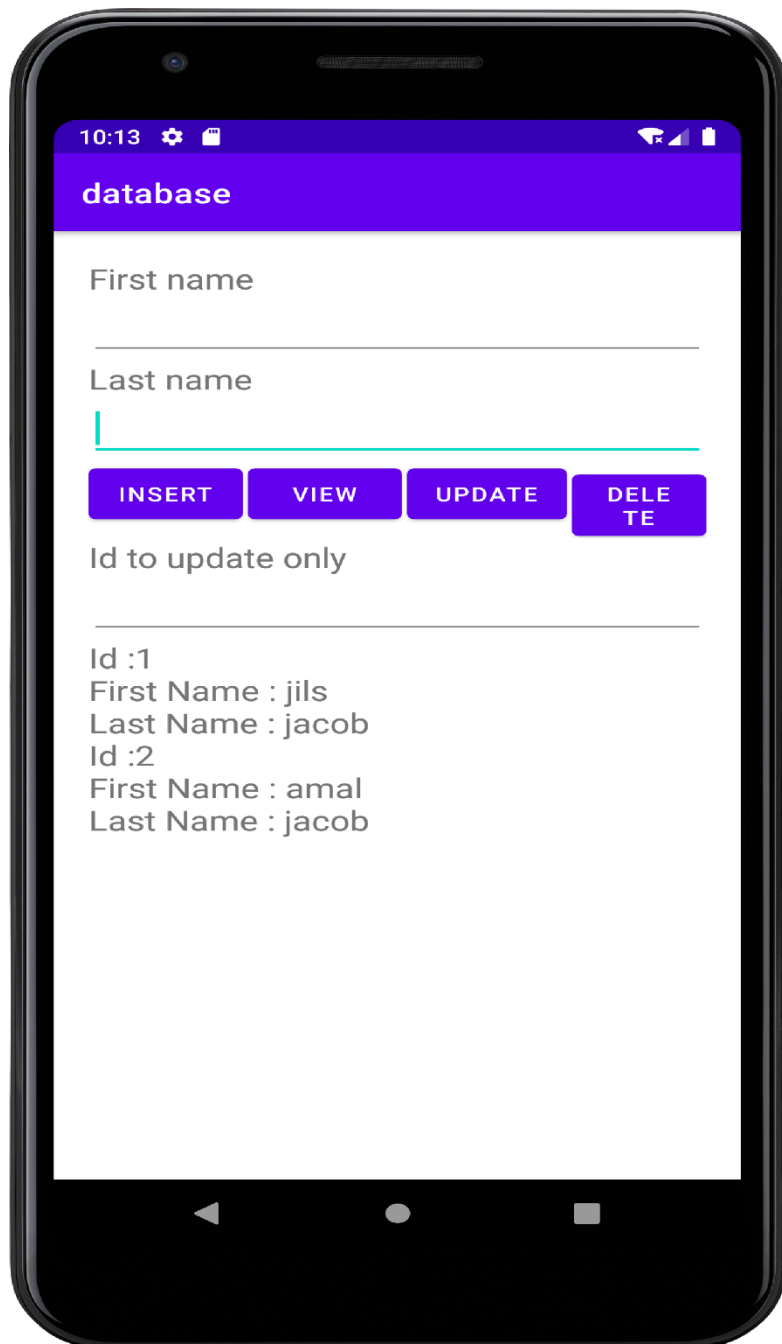 10:13
database
First name
Last name
INSERT VIEW UPDATE DELE
TE
Id to update only
Id :1
First Name : jils
Last Name : jacob
Id :2
First Name : amal
Last Name : jacob